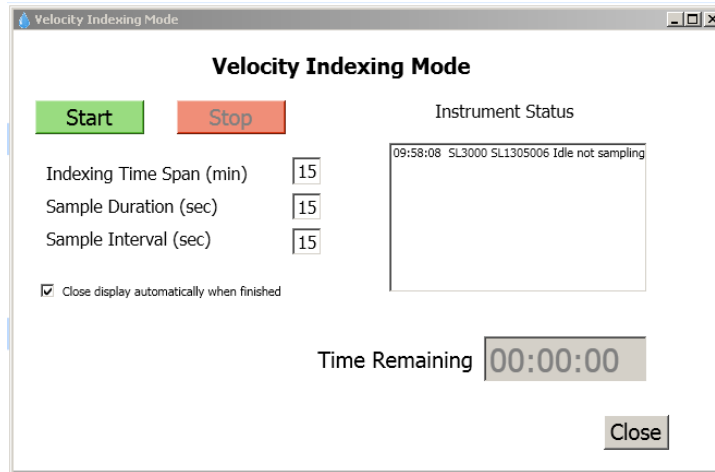 Velocity Indexing Mode
Velocity Indexing Mode
Start
Stop
Instrument Status
09:58:08 SL3000 SL1305006 Idle not sampling
Indexing Time Span (min) 15
Sample Duration (sec) 15
Sample Interval (sec) 15
Close display automatically when finished
Time Remaining 00:00:00
Close